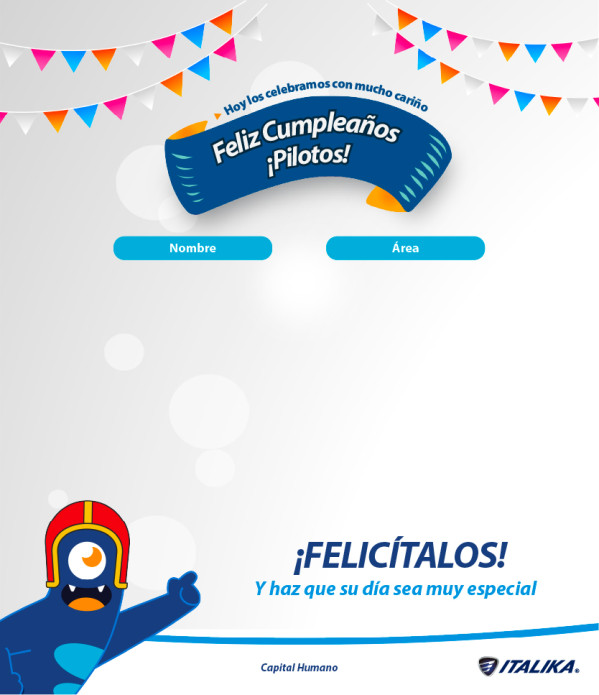 Hoy los celebramos con mucho cariño
Feliz Cumpleaños
¡Pilotos!
Nombre
Área
¡FELICÍTALOS!
Y haz que su día sea muy especial
Capital Humano
ITALIKA®